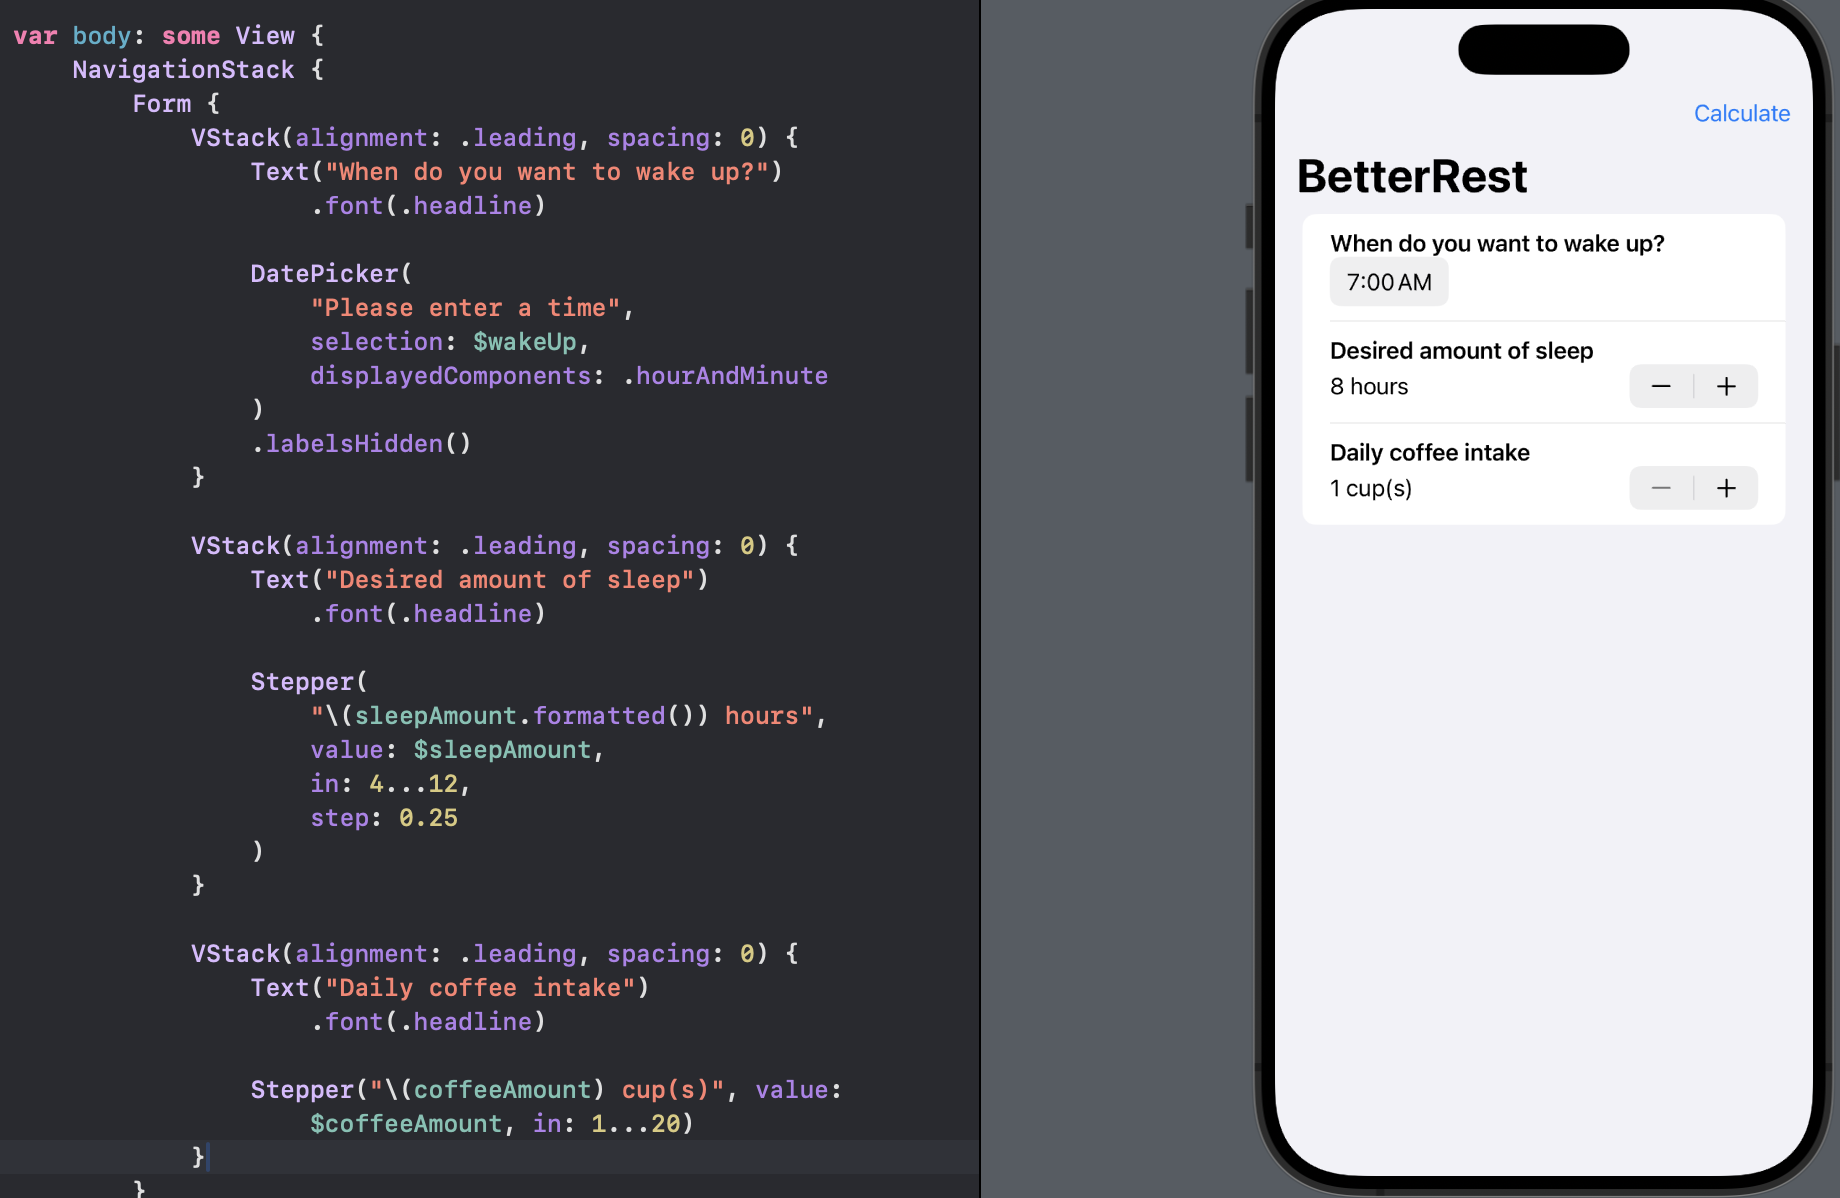 var body: some View {
NavigationStack {
Form {
VStack(alignment: .leading, spacing: 0) {
Text("When do you want to wake up?")
.font(.headline)
DatePicker(
"Please enter a time",
selection: $wakeUp,
displayedComponents: .hourAndMinute
)
.labelsHidden()
}
VStack(alignment: .leading, spacing: 0) {
Text("Desired amount of sleep")
.font(.headline)
Stepper(
"\(sleepAmount.formatted()) hours",
value: $sleepAmount,
in: 4...12,
step: 0.25
)
}
VStack(alignment: .leading, spacing: 0) {
Text("Daily coffee intake")
.font(.headline)
Stepper("\(coffeeAmount) cup(s)", value:
$coffeeAmount, in: 1...20)
}
}
Calculate
BetterRest
When do you want to wake up?
7:00 AM
Desired amount of sleep
8 hours
− +
Daily coffee intake
1 cup(s)
− +